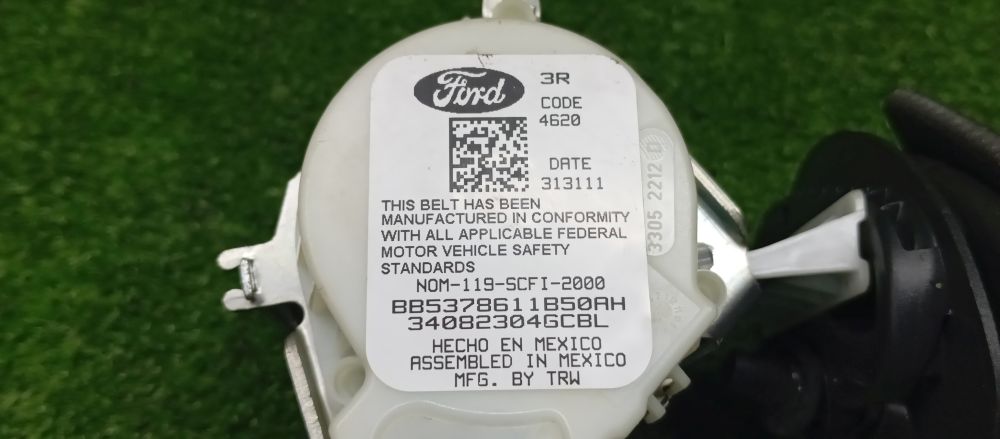 Ford
3R
CODE
4620
DATE
313111
THIS BELT HAS BEEN
MANUFACTURED IN CONFORMITY
WITH ALL APPLICABLE FEDERAL
MOTOR VEHICLE SAFETY
STANDARDS
NOM-119-SCFI-2000
BB5378611B50AH
34082304GCBL
HECHO EN MEXICO
ASSEMBLED IN MEXICO
MFG. BY TRW
3305 2212 D